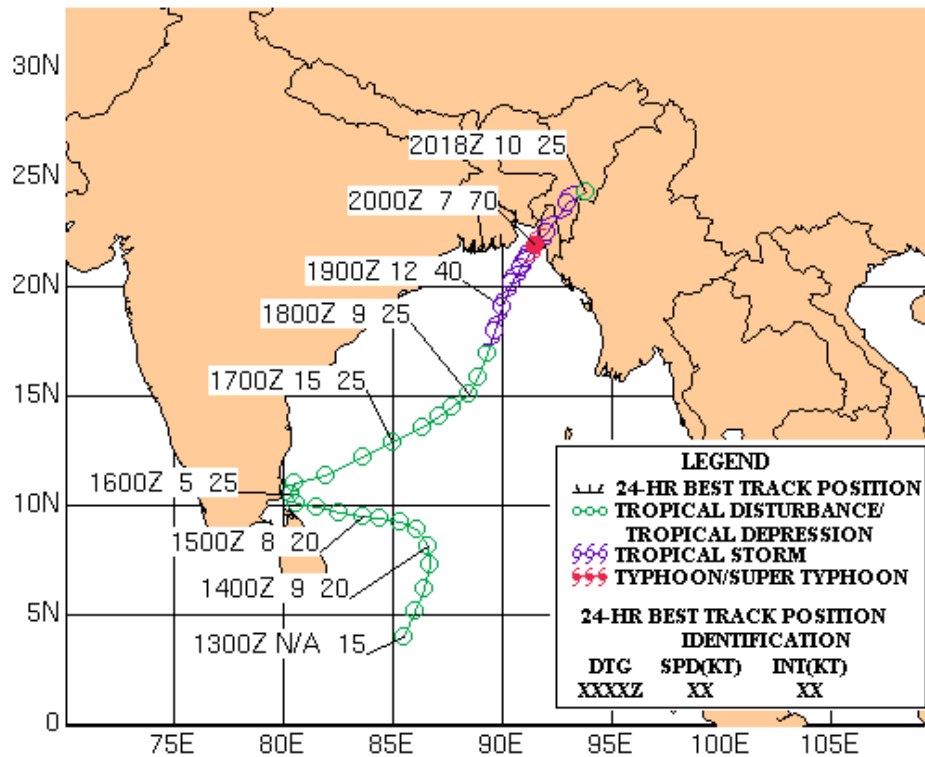 30N
25N
20N
15N
10N
5N
0
75E
80E
85E
90E
95E
100E
105E
2018Z 10 25
2000Z 7 70
1900Z 12 40
1800Z 9 25
1700Z 15 25
1600Z 5 25
1500Z 8 20
1400Z 9 20
1300Z N/A 15
LEGEND
24-HR BEST TRACK POSITION
TROPICAL DISTURBANCE/
TROPICAL DEPRESSION
TROPICAL STORM
TYPHOON/SUPER TYPHOON
24-HR BEST TRACK POSITION
IDENTIFICATION
DTG SPD(KT) INT(KT)
XXXXZ XX XX